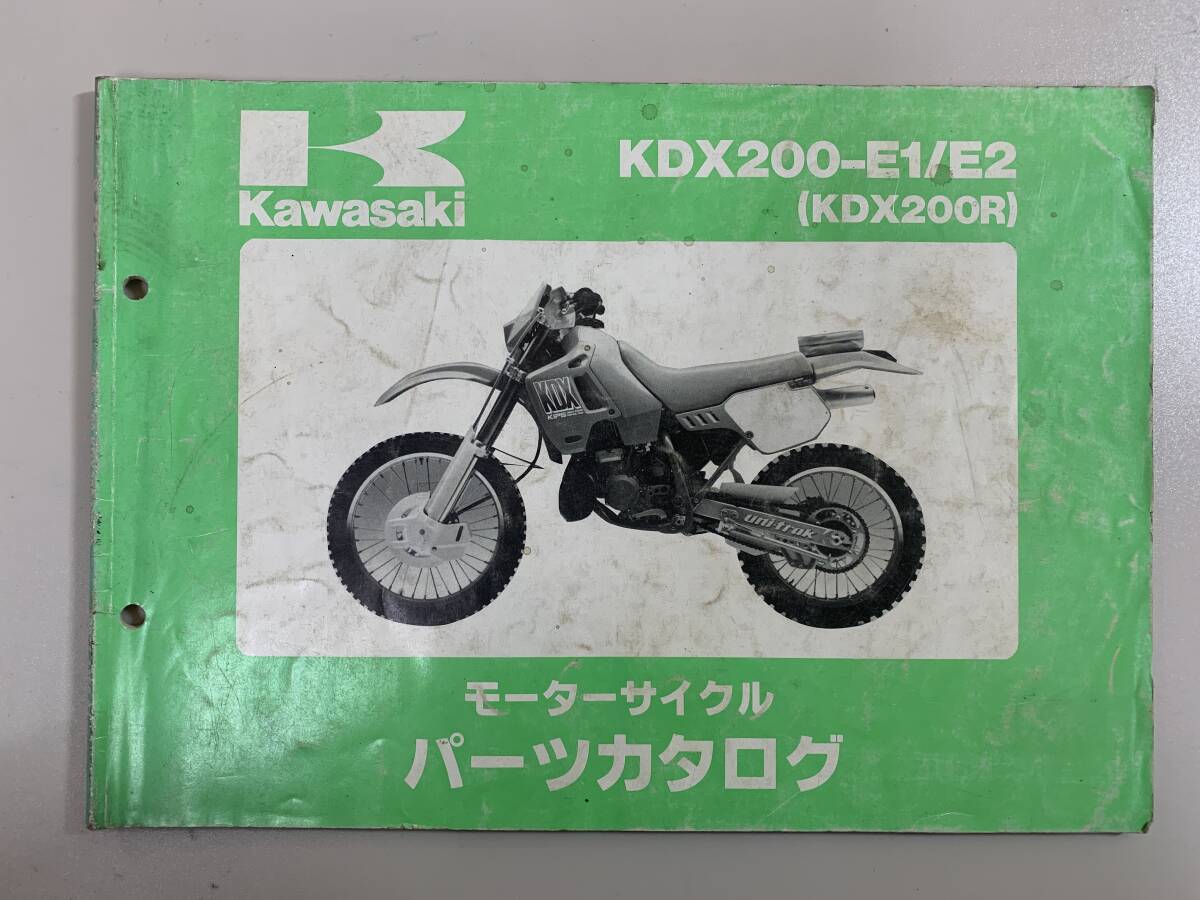 Kawasaki
KDX200-E1/E2
(KDX200R)
KDX
KIPS
uni-trak
モーターサイクル
パーツカタログ